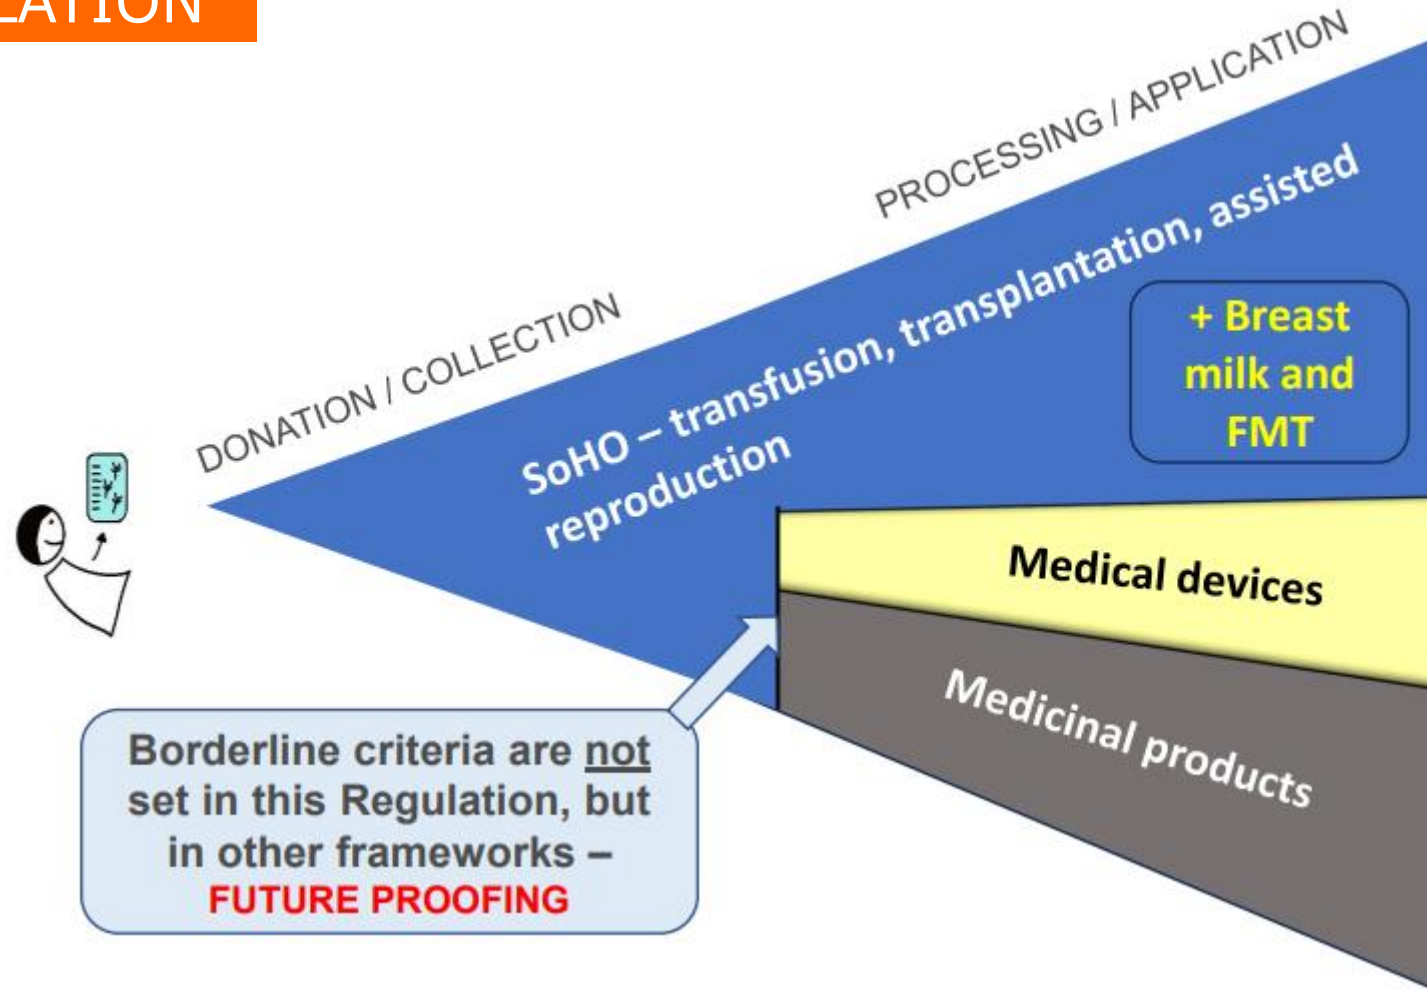 LATION
DONATION / COLLECTION
PROCESSING / APPLICATION
SoHO – transfusion, transplantation, assisted
reproduction
+ Breast
milk and
FMT
Medical devices
Medicinal products
Borderline criteria are not
set in this Regulation, but
in other frameworks –
FUTURE PROOFING